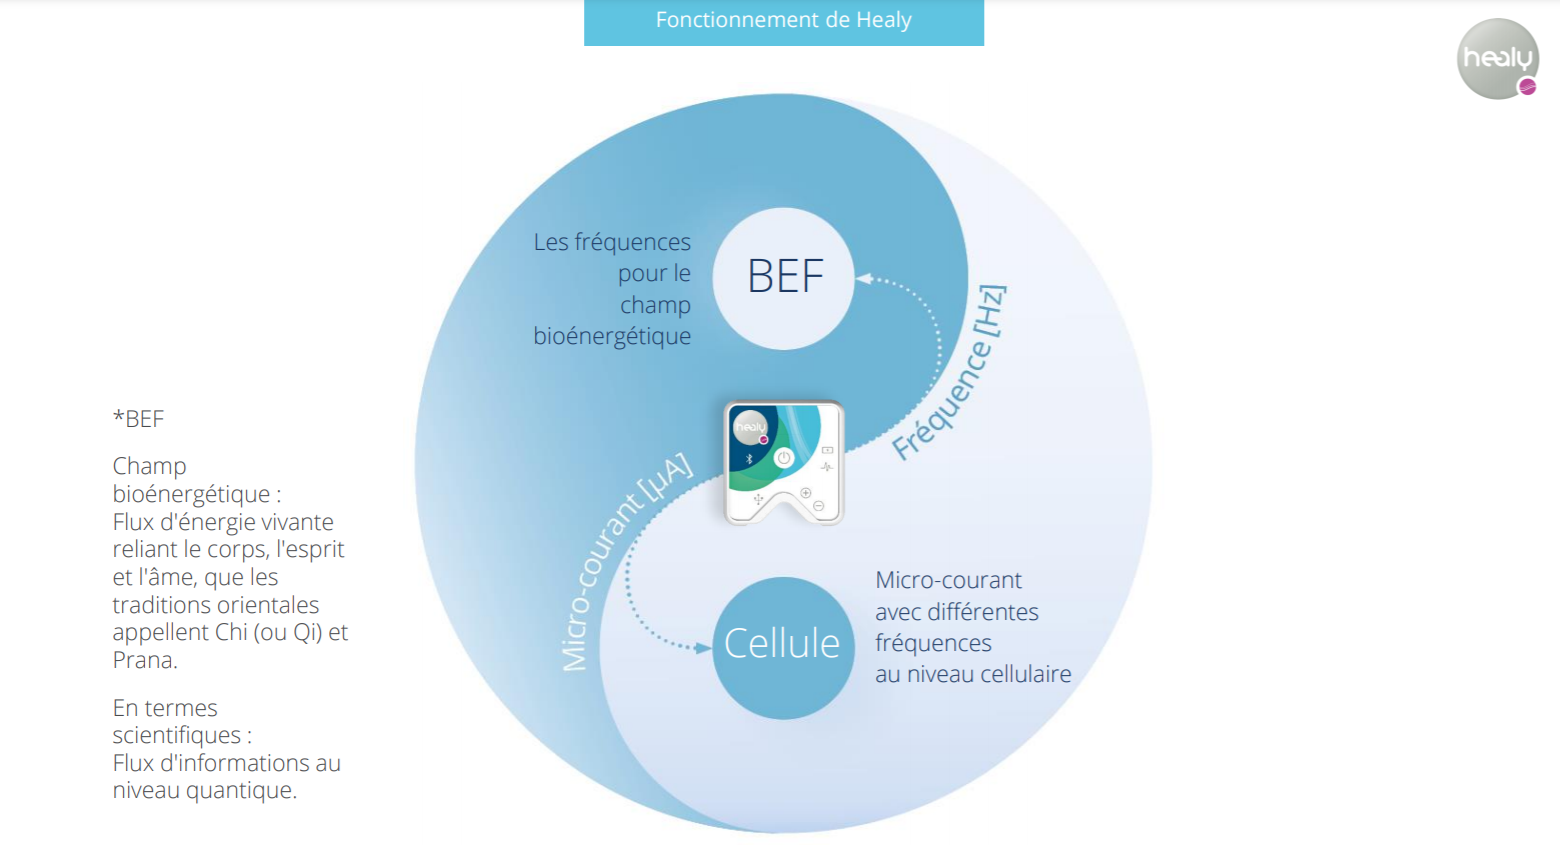 Fonctionnement de Healy
healy
Les fréquences
pour le
champ
bioénergétique
BEF
Fréquence [Hz]
healy
Micro-courant [µA]
Cellule
Micro-courant
avec différentes
fréquences
au niveau cellulaire
*BEF
Champ
bioénergétique :
Flux d'énergie vivante
reliant le corps, l'esprit
et l'âme, que les
traditions orientales
appellent Chi (ou Qi) et
Prana.
En termes
scientifiques :
Flux d'informations au
niveau quantique.